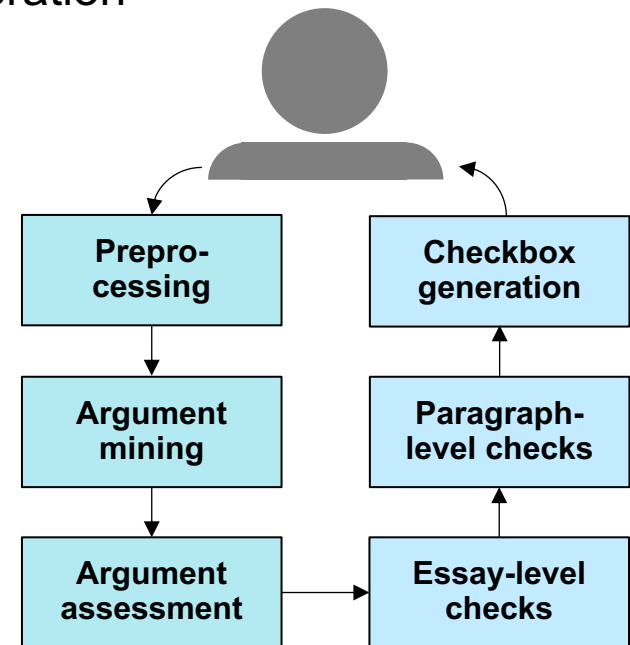 Prepro-
cessing
Argument
mining
Argument
assessment
Essay-level
checks
Paragraph-
level checks
Checkbox
generation